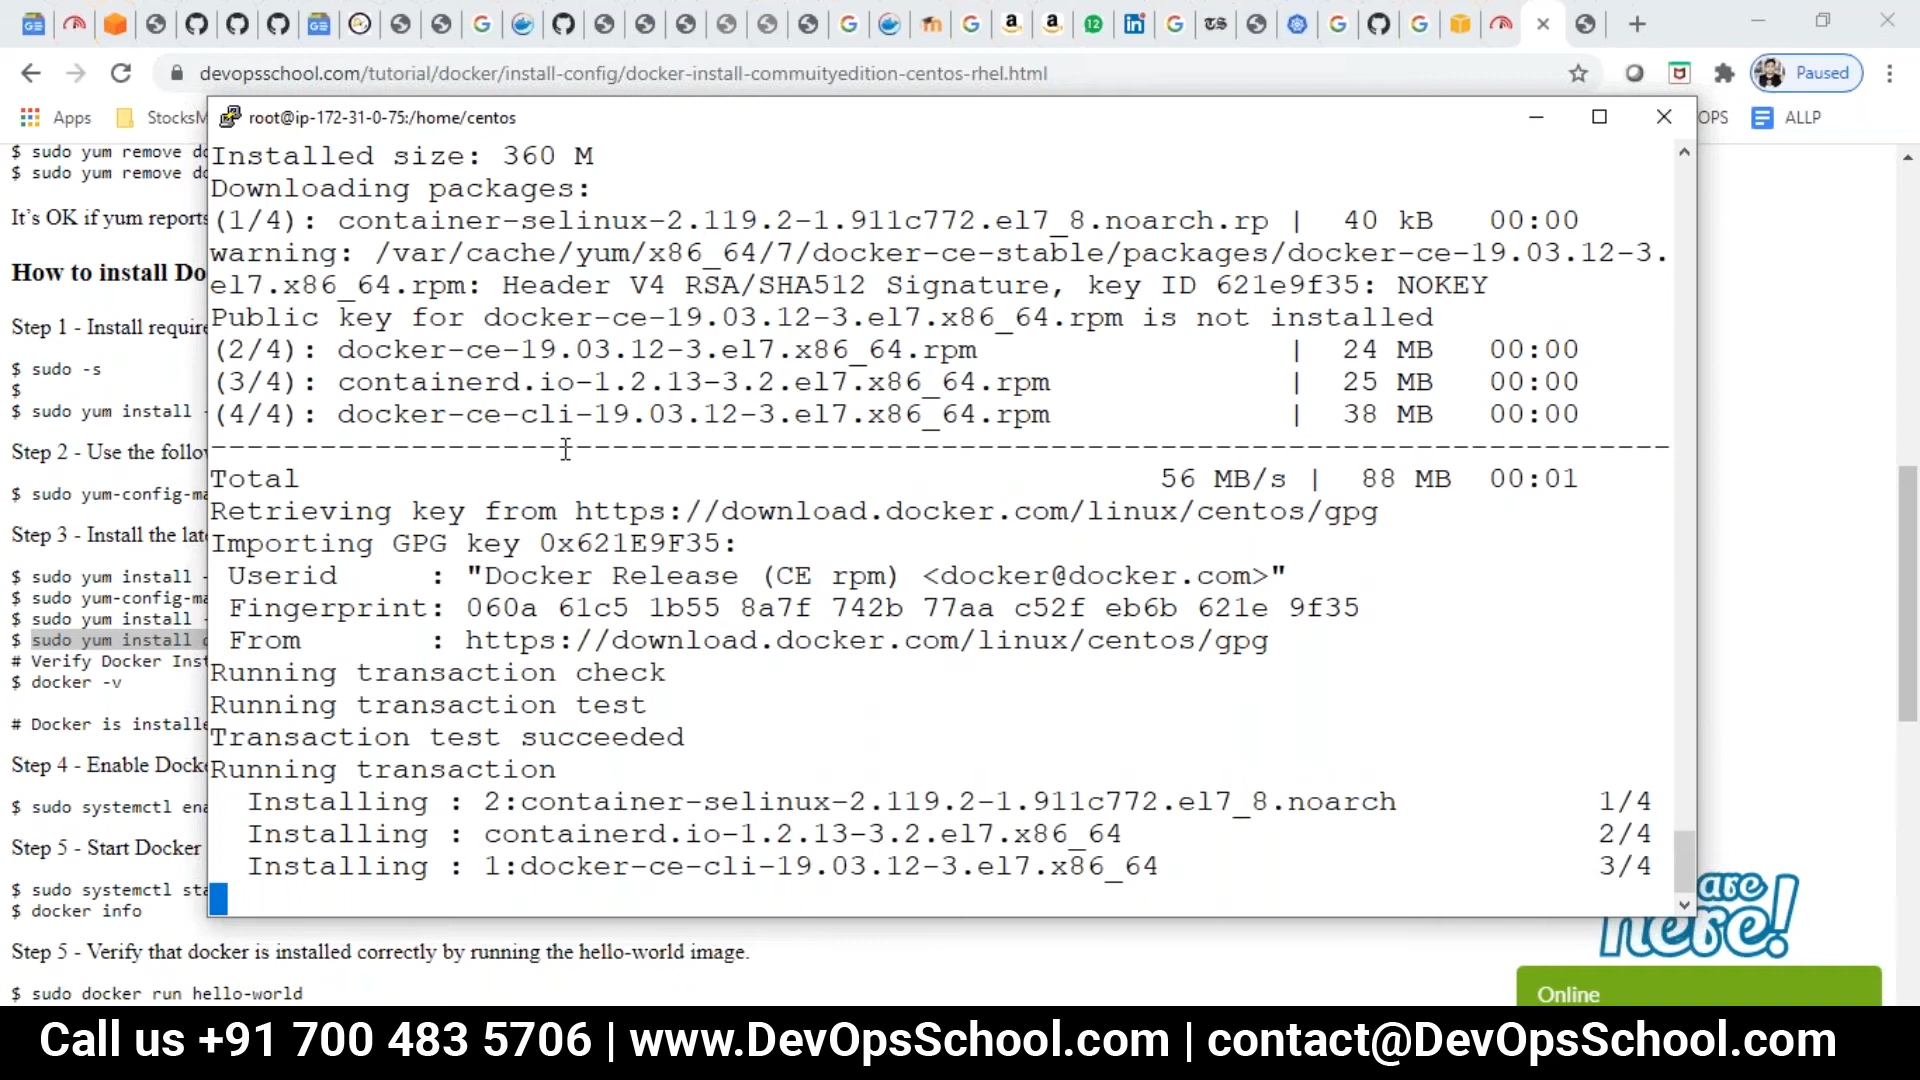 devopsschool.com/tutorial/docker/install-config/docker-install-commuityedition-centos-rhel.html
Paused
Apps
StocksM
OPS
ALLP
root@ip-172-31-0-75:/home/centos
Installed size: 360 M
Downloading packages:
(1/4): container-selinux-2.119.2-1.911c772.el7_8.noarch.rp | 40 kB 00:00
warning: /var/cache/yum/x86_64/7/docker-ce-stable/packages/docker-ce-19.03.12-3.
el7.x86_64.rpm: Header V4 RSA/SHA512 Signature, key ID 621e9f35: NOKEY
Public key for docker-ce-19.03.12-3.el7.x86_64.rpm is not installed
(2/4): docker-ce-19.03.12-3.el7.x86_64.rpm | 24 MB 00:00
(3/4): containerd.io-1.2.13-3.2.el7.x86_64.rpm | 25 MB 00:00
(4/4): docker-ce-cli-19.03.12-3.el7.x86_64.rpm | 38 MB 00:00
--------------------------------------------------------------------------------
Total 56 MB/s | 88 MB 00:01
Retrieving key from https://download.docker.com/linux/centos/gpg
Importing GPG key 0x621E9F35:
Userid : "Docker Release (CE rpm) <docker@docker.com>"
Fingerprint: 060a 61c5 1b55 8a7f 742b 77aa c52f eb6b 621e 9f35
From : https://download.docker.com/linux/centos/gpg
Running transaction check
Running transaction test
Transaction test succeeded
Running transaction
Installing : 2:container-selinux-2.119.2-1.911c772.el7_8.noarch 1/4
Installing : containerd.io-1.2.13-3.2.el7.x86_64 2/4
Installing : 1:docker-ce-cli-19.03.12-3.el7.x86_64 3/4
$ sudo yum remove do
$ sudo yum remove do
It's OK if yum reports
How to install Do
Step 1 - Install require
$ sudo -s
$
$ sudo yum install -
Step 2 - Use the follow
$ sudo yum-config-ma
Step 3 - Install the late
$ sudo yum install -
$ sudo yum-config-ma
$ sudo yum install -
$ sudo yum install d
# Verify Docker Inst
$ docker -v
# Docker is installe
Step 4 - Enable Docke
$ sudo systemctl ena
Step 5 - Start Docker
$ sudo systemctl sta
$ docker info
Step 5 - Verify that docker is installed correctly by running the hello-world image.
$ sudo docker run hello-world
are
here!
Online
Call us +91 700 483 5706 | www.DevOpsSchool.com | contact@DevOpsSchool.com